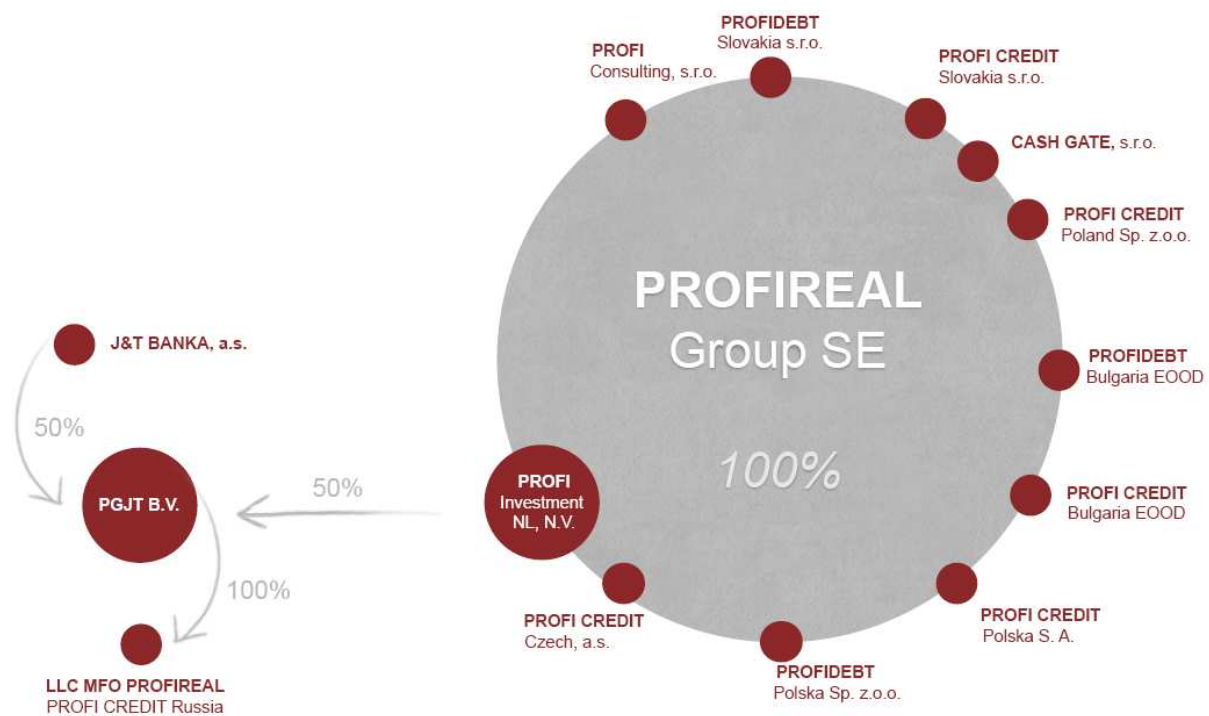 PROFIDEBT
Slovakia s.r.o.
PROFI
Consulting, s.r.o.
PROFI CREDIT
Slovakia s.r.o.
CASH GATE, s.r.o.
PROFI CREDIT
Poland Sp. z.o.o.
PROFIREAL
Group SE
100%
J&T BANKA, a.s.
50%
PGJT B.V.
50%
PROFI
Investment
NL, N.V.
100%
LLC MFO PROFIREAL
PROFI CREDIT Russia
PROFIDEBT
Bulgaria EOOD
PROFI CREDIT
Bulgaria EOOD
PROFI CREDIT
Polska S. A.
PROFIDEBT
Polska Sp. z.o.o.
PROFI CREDIT
Czech, a.s.